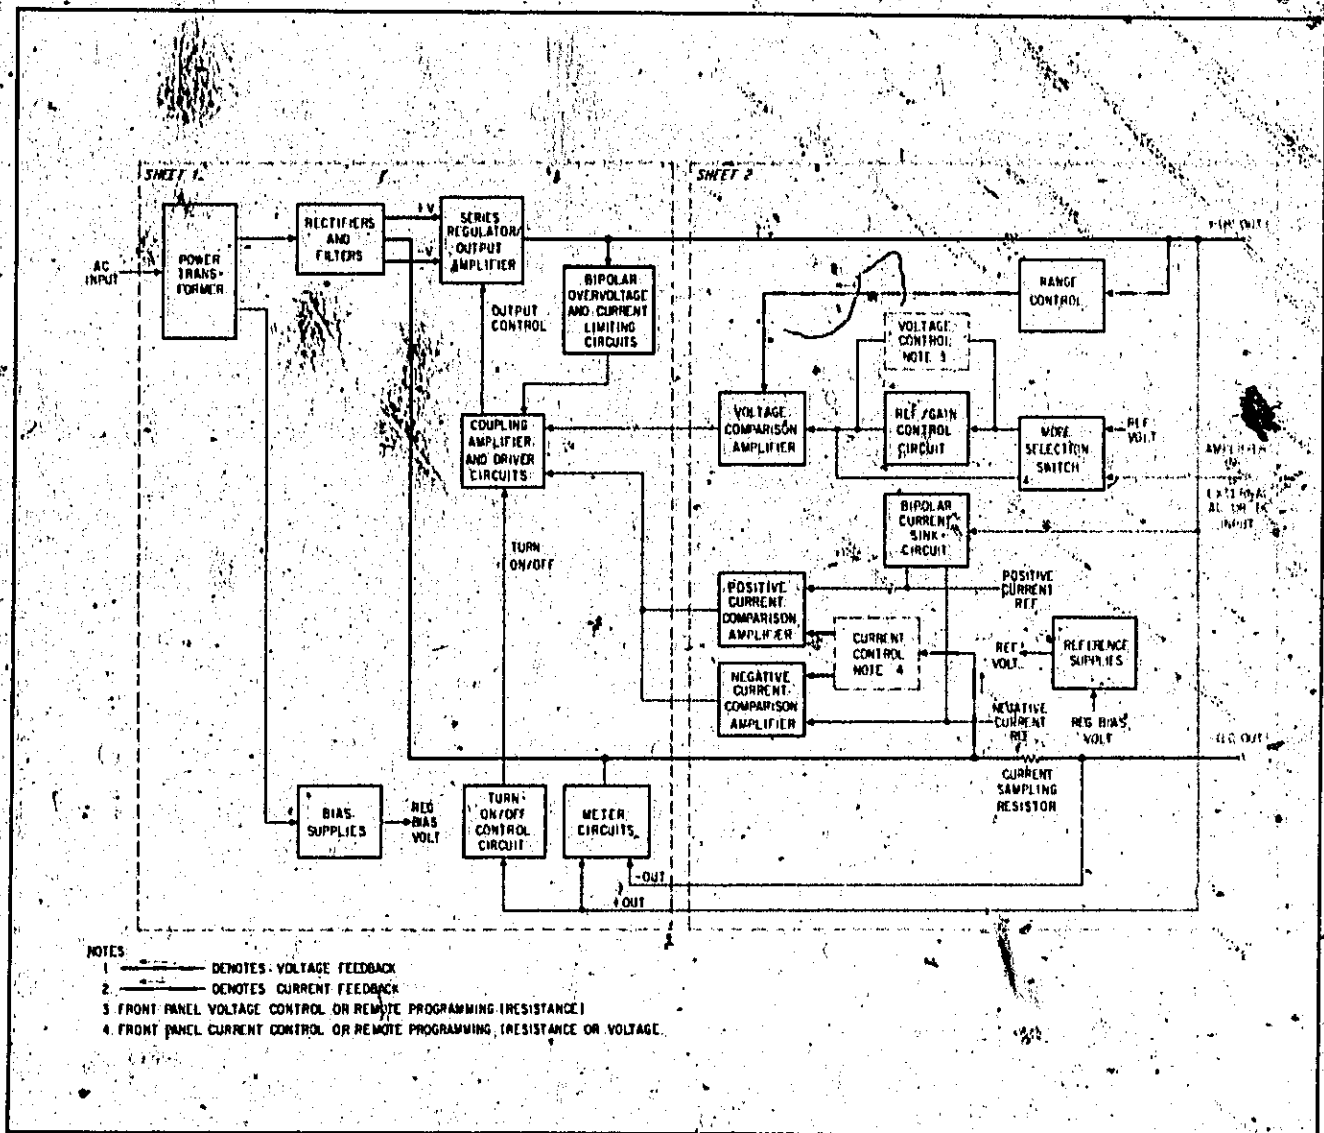 SHEET 1
SHEET 2
AC
INPUT
POWER
TRANS-
FORMER
RECTIFIERS
AND
FILTERS
+V
-V
SERIES
REGULATOR/
OUTPUT
AMPLIFIER
OUTPUT
CONTROL
BIPOLAR
OVERVOLTAGE
AND CURRENT
LIMITING
CIRCUITS
COUPLING
AMPLIFIER
AND DRIVER
CIRCUITS
TURN
ON/OFF
BIAS
SUPPLIES
REG
BIAS
VOLT
TURN
ON/OFF
CONTROL
CIRCUIT
METER
CIRCUITS
-OUT
+OUT
RANGE
CONTROL
VOLTAGE
CONTROL
NOTE 3
VOLTAGE
COMPARISON
AMPLIFIER
REF/GAIN
CONTROL
CIRCUIT
MODE
SELECTION
SWITCH
REF
VOLT
AMPLIFIER
EXTERNAL
INPUT
BIPOLAR
CURRENT
SINK
CIRCUIT
POSITIVE
CURRENT
COMPARISON
AMPLIFIER
POSITIVE
CURRENT
REF
CURRENT
CONTROL
NOTE 4
NEGATIVE
CURRENT
COMPARISON
AMPLIFIER
REF
VOLT
REFERENCE
SUPPLIES
NEGATIVE
CURRENT
REF
REG BIAS
VOLT
CURRENT
SAMPLING
RESISTOR
NOTES
1 DENOTES VOLTAGE FEEDBACK
2 DENOTES CURRENT FEEDBACK
3 FRONT PANEL VOLTAGE CONTROL OR REMOTE PROGRAMMING (RESISTANCE)
4. FRONT PANEL CURRENT CONTROL OR REMOTE PROGRAMMING (RESISTANCE OR VOLTAGE.